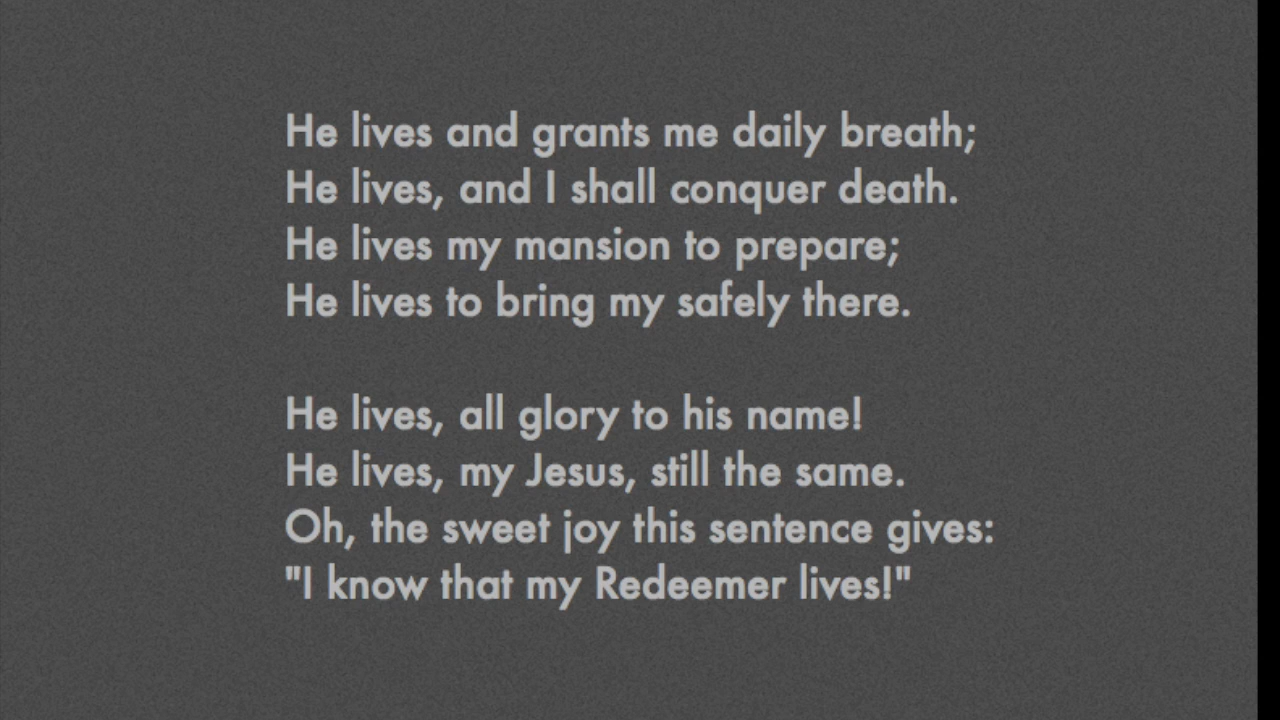 He lives and grants me daily breath;
He lives, and I shall conquer death.
He lives my mansion to prepare;
He lives to bring my safely there.
He lives, all glory to his name!
He lives, my Jesus, still the same.
Oh, the sweet joy this sentence gives:
"I know that my Redeemer lives!"